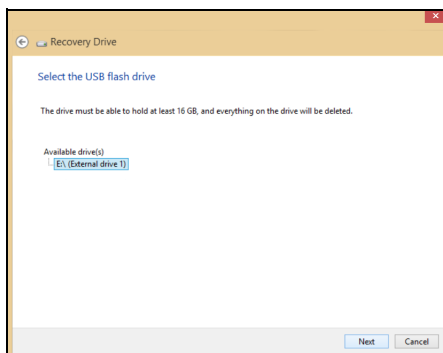 Recovery Drive
Select the USB flash drive
The drive must be able to hold at least 16 GB, and everything on the drive will be deleted.
Available drive(s)
E:\ (External drive 1)
Next Cancel